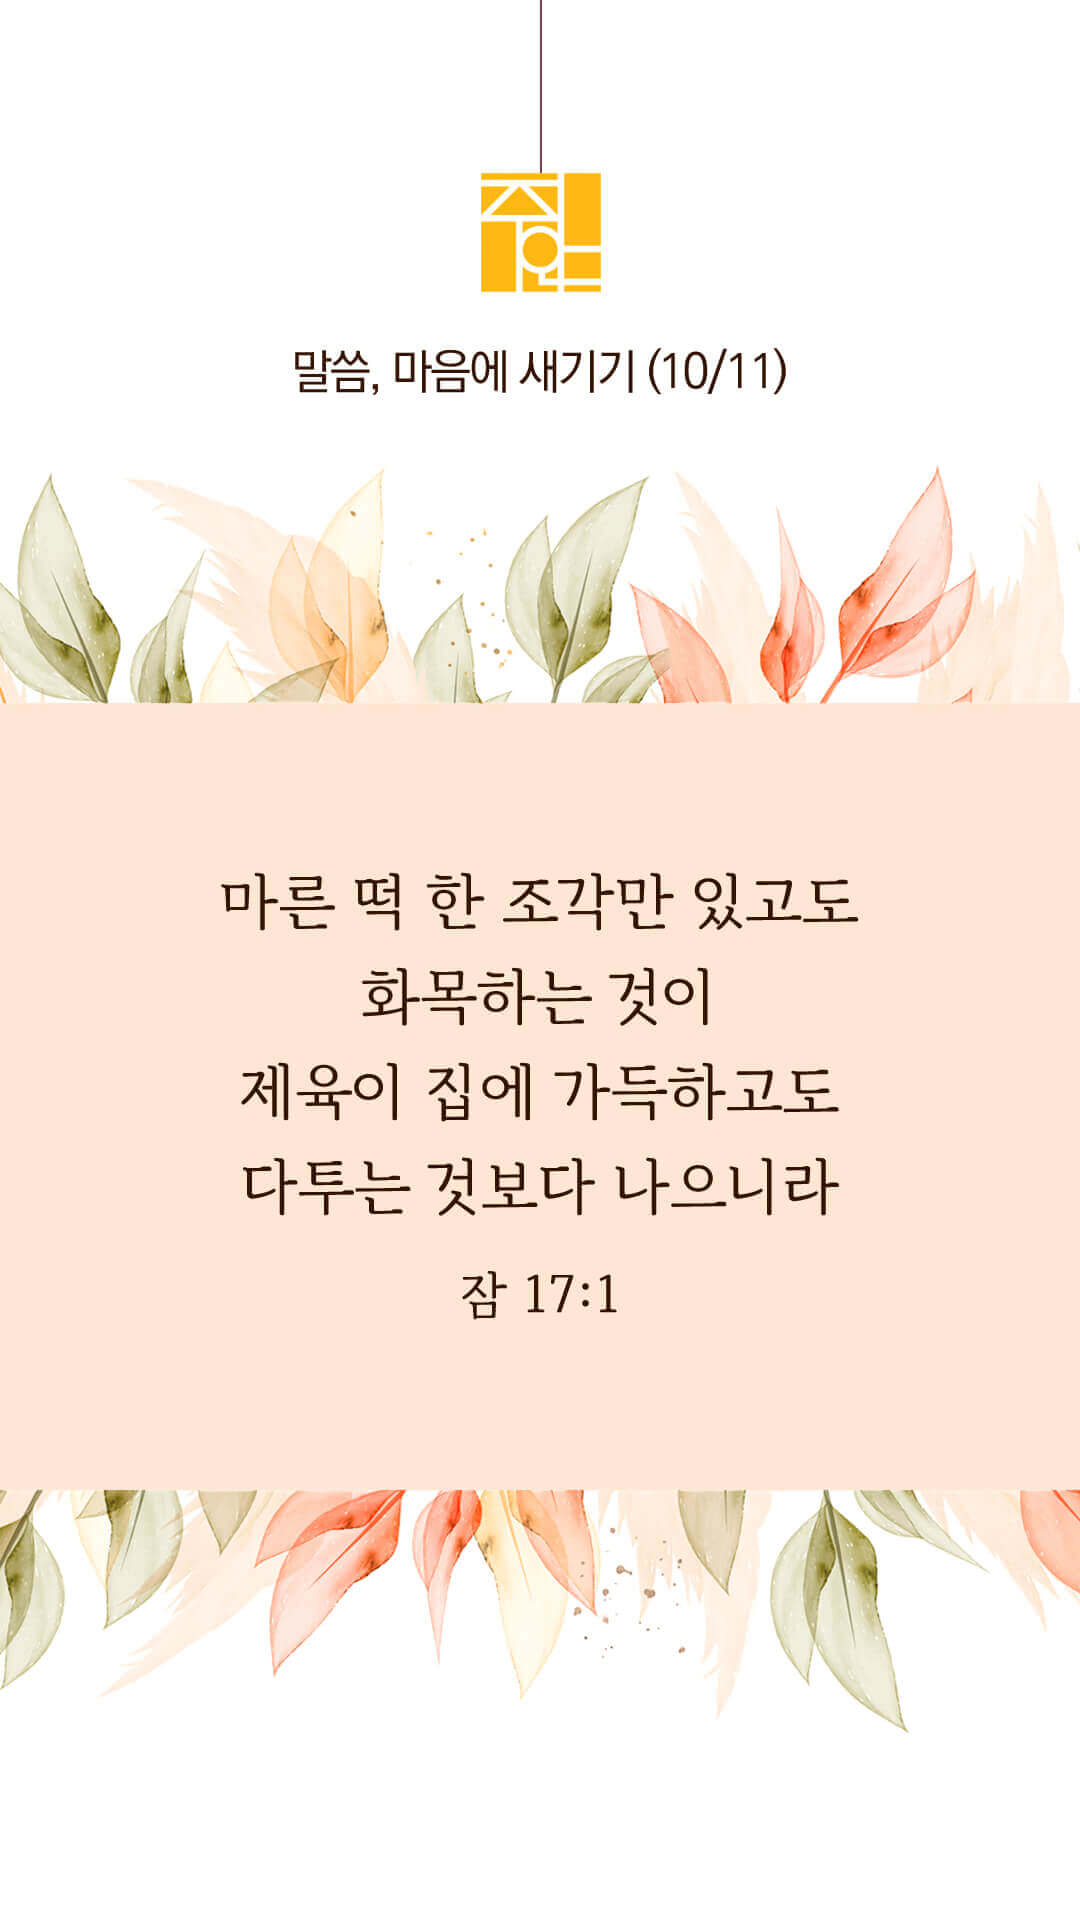 말씀, 마음에 새기기 (10/11)
마른 떡 한 조각만 있고도
화목하는 것이
제육이 집에 가득하고도
다투는 것보다 나으니라
잠 17:1